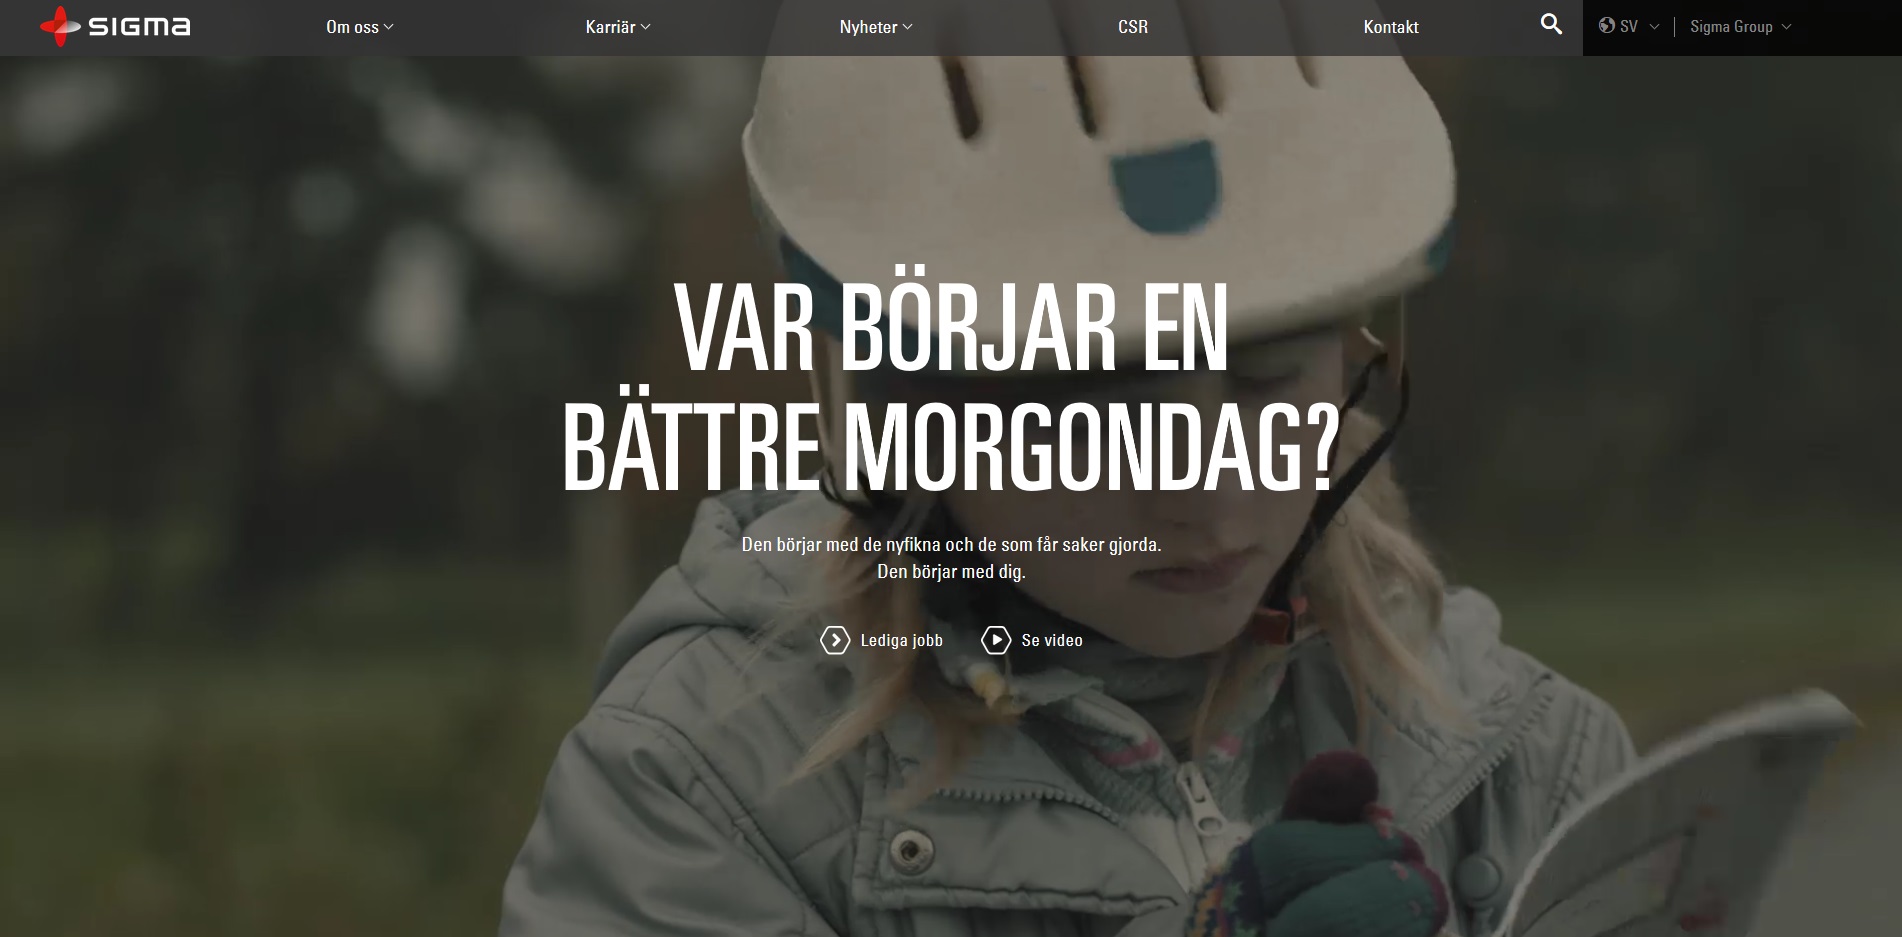 sigma Om oss Karriär Nyheter CSR Kontakt SV Sigma Group
VAR BÖRJAR EN
BÄTTRE MORGONDAG?
Den börjar med de nyfikna och de som får saker gjorda.
Den börjar med dig.
Lediga jobb Se video